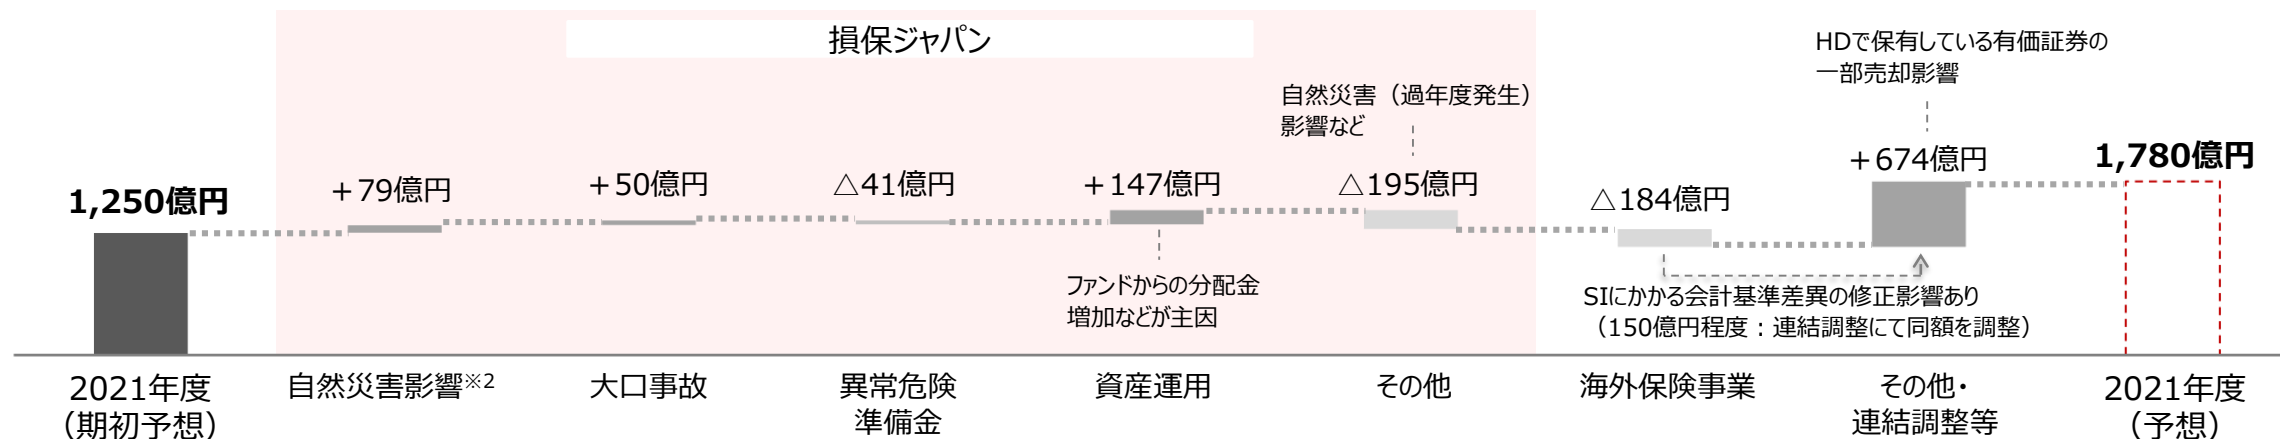 損保ジャパン
HDで保有している有価証券の
一部売却影響
自然災害（過年度発生）
影響など
1,250億円
＋79億円
＋50億円
△41億円
＋147億円
△195億円
△184億円
＋674億円
1,780億円
ファンドからの分配金
増加などが主因
SIにかかる会計基準差異の修正影響あり
（150億円程度：連結調整にて同額を調整）
2021年度
（期初予想）
自然災害影響※2
大口事故
異常危険
準備金
資産運用
その他
海外保険事業
その他・
連結調整等
2021年度
（予想）